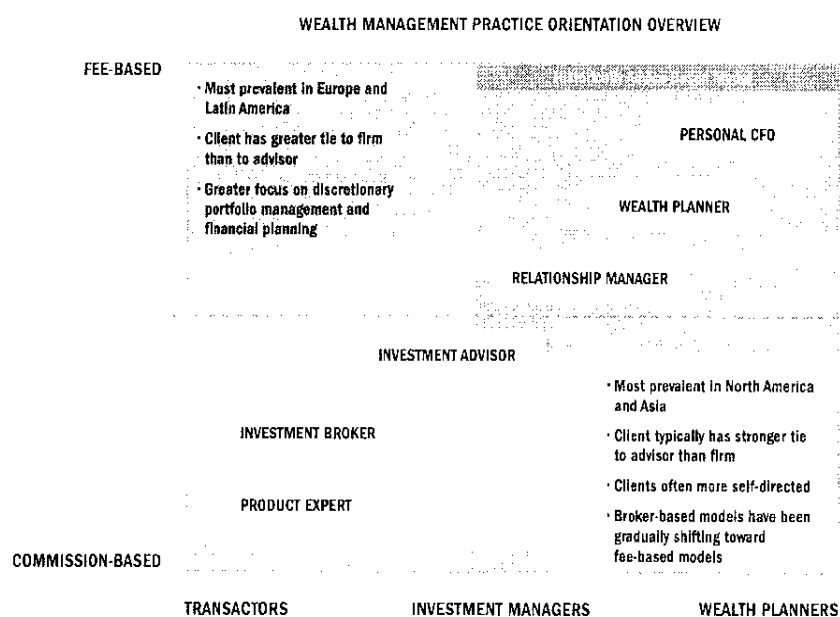 WEALTH MANAGEMENT PRACTICE ORIENTATION OVERVIEW
FEE-BASED
· Most prevalent in Europe and
Latin America
· Client has greater tie to firm
than to advisor
· Greater focus on discretionary
portfolio management and
financial planning
PERSONAL CFO
WEALTH PLANNER
RELATIONSHIP MANAGER
INVESTMENT ADVISOR
INVESTMENT BROKER
PRODUCT EXPERT
· Most prevalent in North America
and Asia
· Client typically has stronger tie
to advisor than firm
· Clients often more self-directed
· Broker-based models have been
gradually shifting toward
fee-based models
COMMISSION-BASED
TRANSACTORS
INVESTMENT MANAGERS
WEALTH PLANNERS